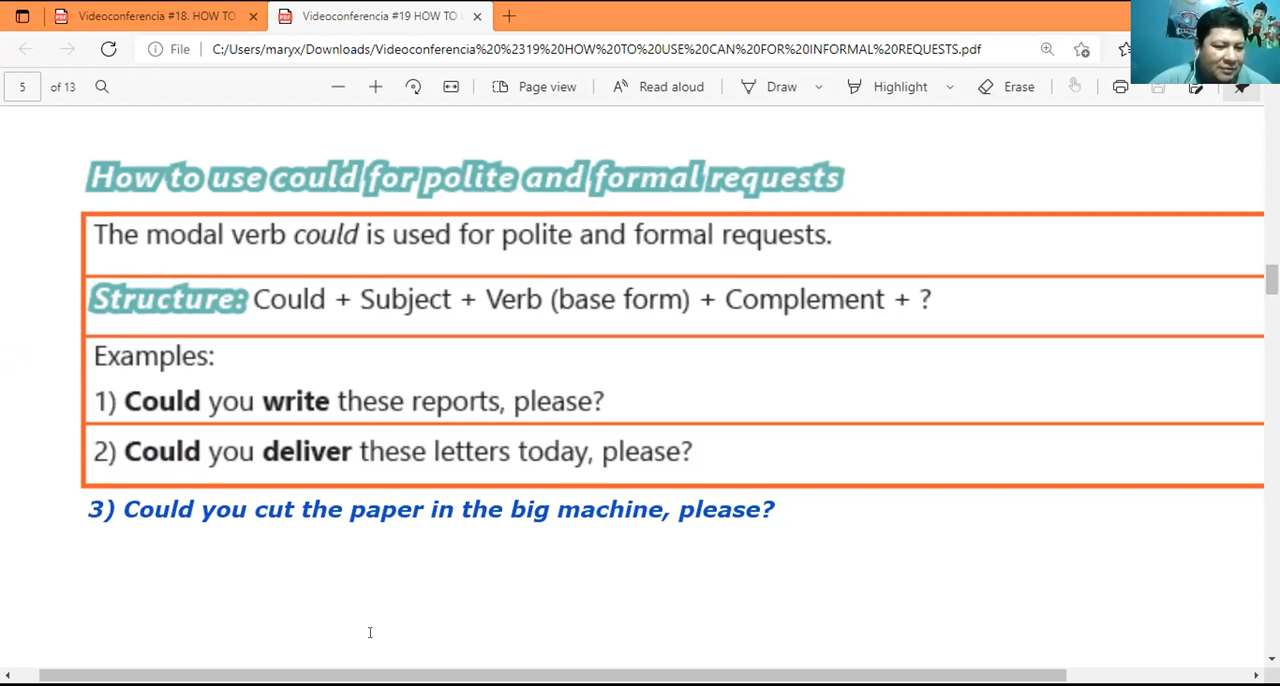 Videoconferencia #18. HOW TO
Videoconferencia #19 HOW TO
File
C:/Users/maryx/Downloads/Videoconferencia%20%2319%20HOW%20TO%20USE%20CAN%20FOR%20INFORMAL%20REQUESTS.pdf
5 of 13
Page view
Read aloud
Draw
Highlight
Erase
How to use could for polite and formal requests
The modal verb could is used for polite and formal requests.
Structure: Could + Subject + Verb (base form) + Complement + ?
Examples:
1) Could you write these reports, please?
2) Could you deliver these letters today, please?
3) Could you cut the paper in the big machine, please?